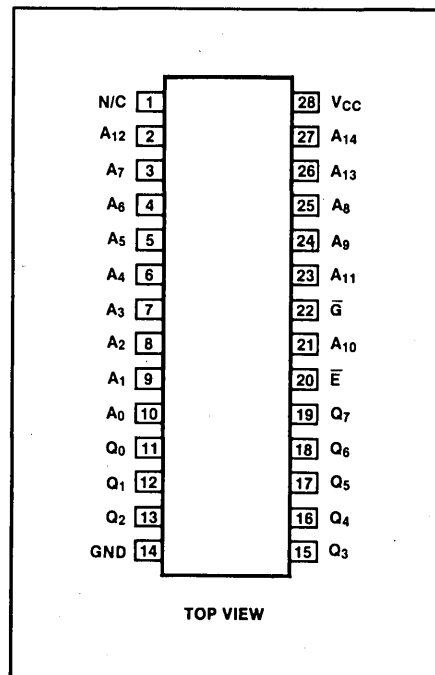 N/C 1 28 VCC
A12 2 27 A14
A7 3 26 A13
A6 4 25 A8
A5 5 24 A9
A4 6 23 A11
A3 7 22 G̅
A2 8 21 A10
A1 9 20 E̅
A0 10 19 Q7
Q0 11 18 Q6
Q1 12 17 Q5
Q2 13 16 Q4
GND 14 15 Q3
TOP VIEW